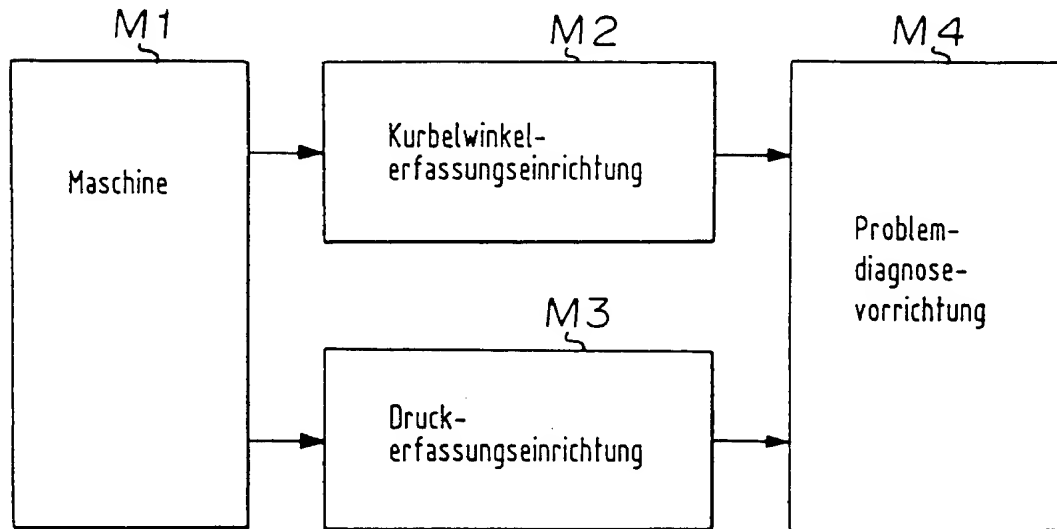 M1
Maschine
M2
Kurbelwinkel-
erfassungseinrichtung
M3
Druck-
erfassungseinrichtung
M4
Problem-
diagnose-
vorrichtung